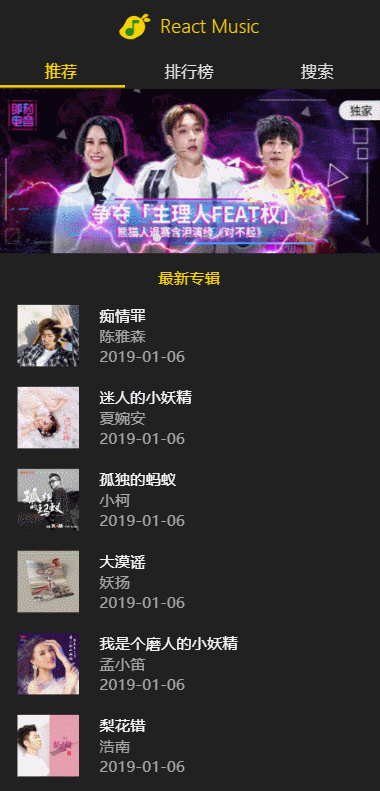 React Music
推荐
排行榜
搜索
即刻
电音
独家
争夺「主理人FEAT权」
熊猫人退赛含泪演绎《对不起》
最新专辑
痴情罪
陈雅森
2019-01-06
迷人的小妖精
夏婉安
2019-01-06
孤独的蚂蚁
小柯
2019-01-06
大漠谣
妖扬
2019-01-06
我是个磨人的小妖精
孟小笛
2019-01-06
梨花错
浩南
2019-01-06